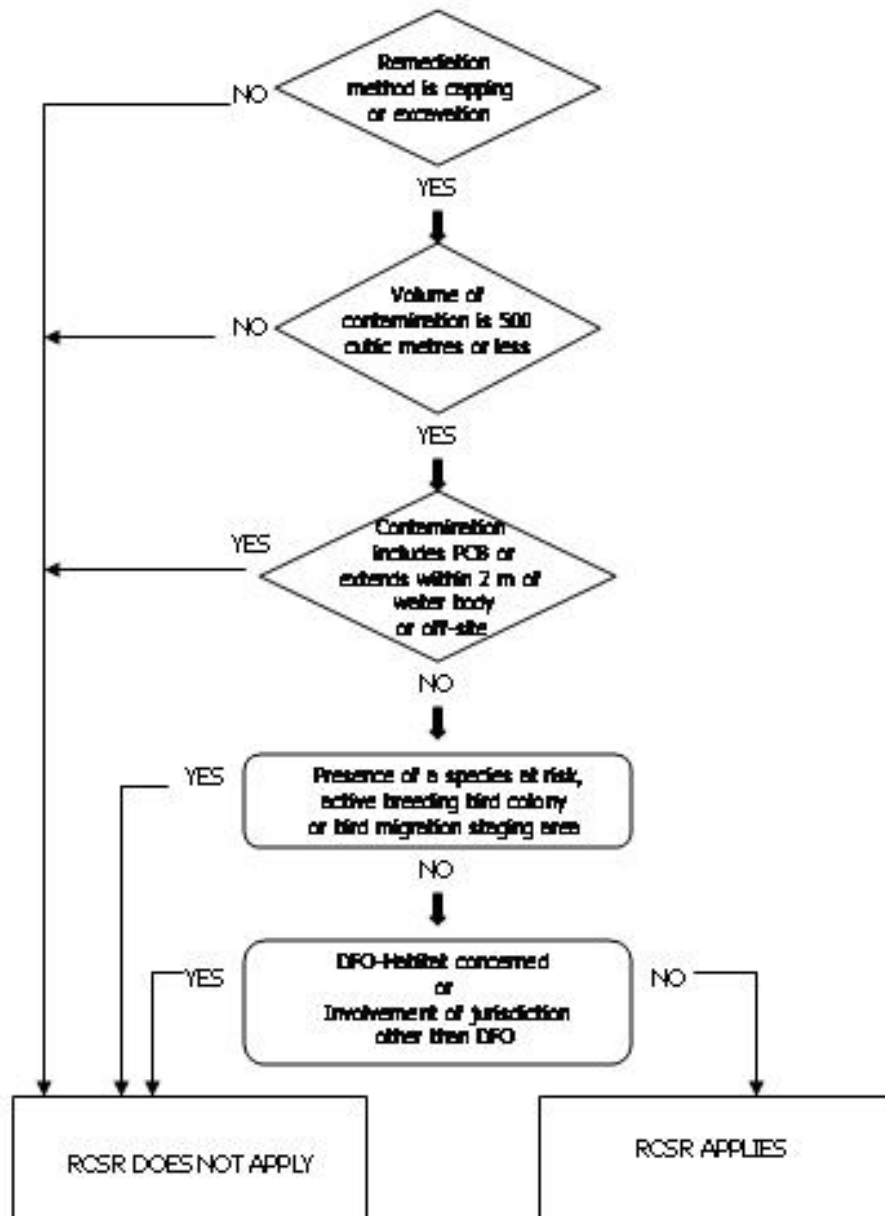 Remediation
method is capping
or excavation
NO
YES
Volume of
contamination is 500
cubic metres or less
NO
YES
Contamination
includes PCB or
extends within 2 m of
water body
or off-site
YES
NO
Presence of a species at risk,
active breeding bird colony
or bird migration staging area
YES
NO
DFO-Habitat concerned
or
Involvement of jurisdiction
other than DFO
YES
NO
RCSR DOES NOT APPLY
RCSR APPLIES